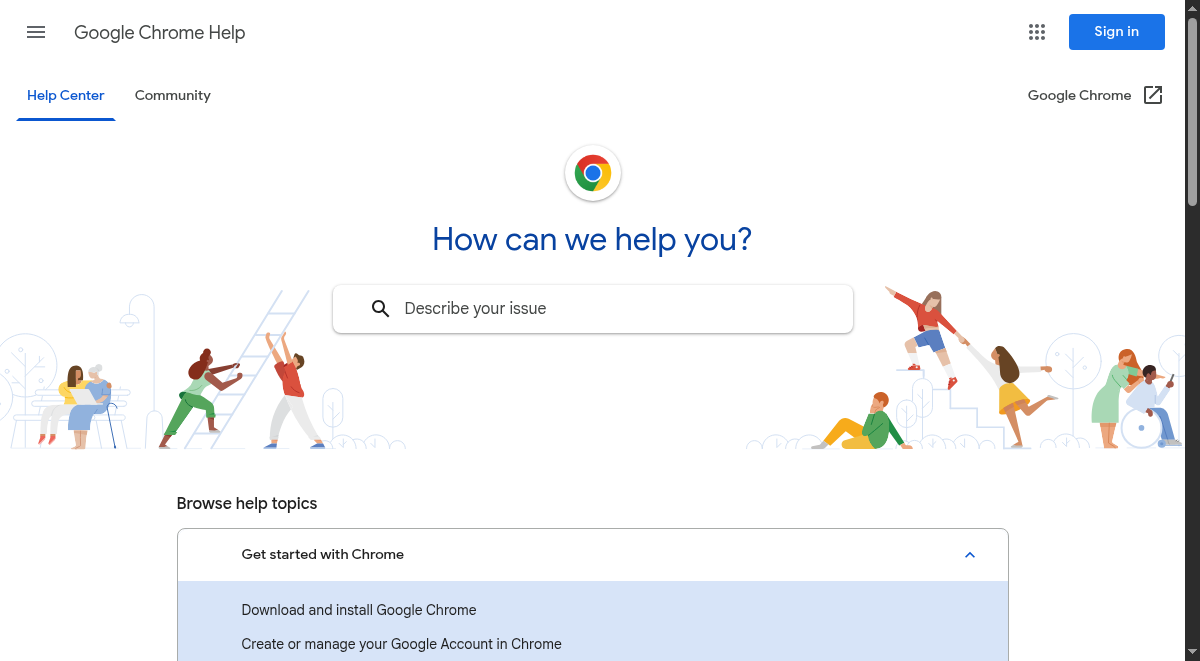 Google Chrome Help
Sign in
Help Center
Community
Google Chrome
How can we help you?
Describe your issue
Browse help topics
Get started with Chrome
Download and install Google Chrome
Create or manage your Google Account in Chrome